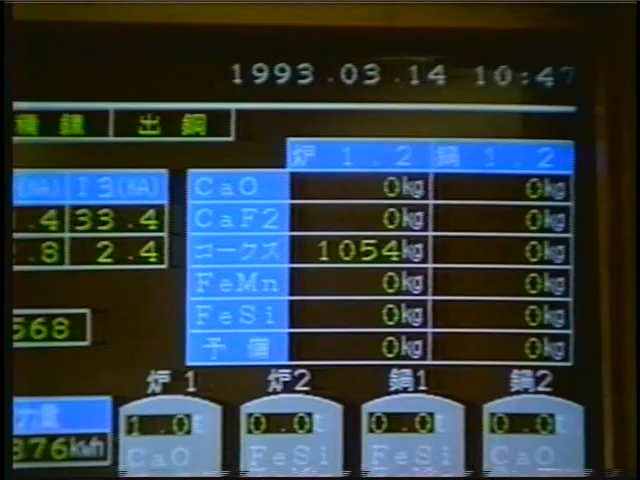 1993.03.14 10:47
出鋼
炉1.2 鍋1.2
(KA) I3(KA)
CaO 0kg 0kg
.4 33.4
CaF2 0kg 0kg
.8 2.4
コークス 1054kg 0kg
FeMn 0kg 0kg
568
FeSi 0kg 0kg
予備 0kg 0kg
炉1 炉2 鍋1 鍋2
力量
1.0t 0.0t 0.0t 0.0t
376kWh
CaO FeSi FeSi CaO